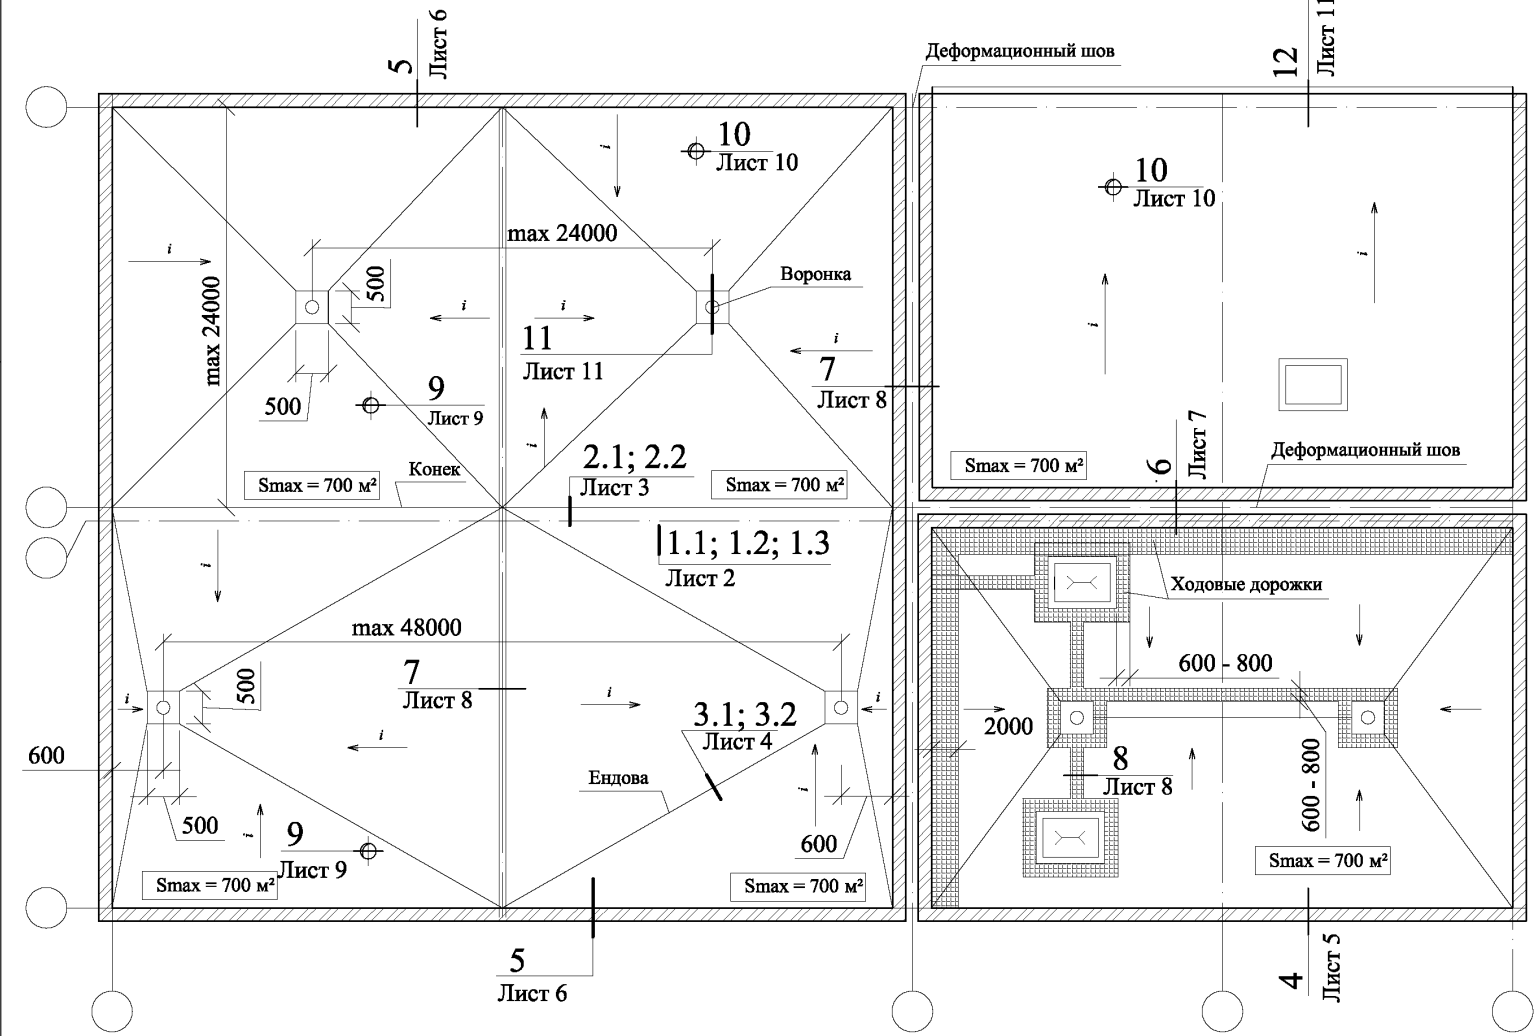 5
Лист 6
Деформационный шов
12
Лист 11
10
Лист 10
10
Лист 10
i
i
max 24000
i
500
Воронка
max 24000
i
i
i
i
11
Лист 11
i
7
Лист 8
500
9
Лист 9
i
2.1; 2.2
Лист 3
Конек
Smax = 700 м²
Smax = 700 м²
Smax = 700 м²
6
Лист 7
Деформационный шов
1.1; 1.2; 1.3
Лист 2
i
Ходовые дорожки
max 48000
600 - 800
7
Лист 8
500
i
i
i
3.1; 3.2
Лист 4
2000
i
600
Ендова
i
8
Лист 8
600 - 800
500
i
9
Лист 9
600
Smax = 700 м²
Smax = 700 м²
Smax = 700 м²
5
Лист 6
4
Лист 5